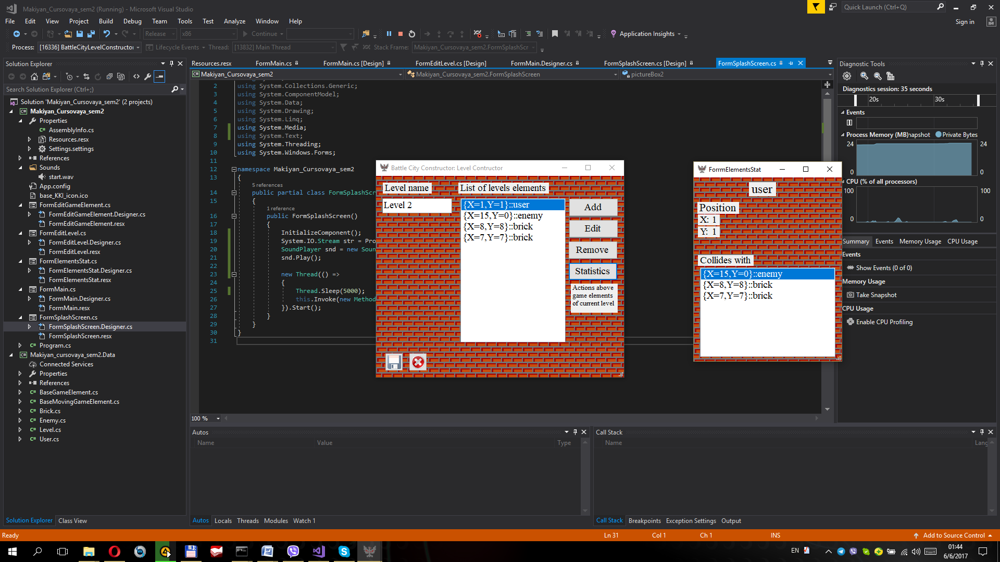 Makiyan_Cursovaya_sem2 (Running) - Microsoft Visual Studio
Quick Launch (Ctrl+Q)
File Edit View Project Build Debug Team Tools Test Analyze Window Help
Sign in
Release x86 Continue Application Insights
Process: [16336] BattleCityLevelConstructor Lifecycle Events Thread: [13832] Main Thread Stack Frame: Makiyan_Cursovaya_sem2.FormSplashScr
Solution Explorer
Search Solution Explorer (Ctrl+;)
Solution 'Makiyan_Cursovaya_sem2' (2 projects)
Makiyan_Cursovaya_sem2
Properties
AssemblyInfo.cs
Resources.resx
Settings.settings
References
Sounds
start.wav
App.config
base_KKI_icon.ico
FormEditGameElement.cs
FormEditGameElement.Designer.cs
FormEditGameElement.resx
FormEditLevel.cs
FormEditLevel.Designer.cs
FormEditLevel.resx
FormElementsStat.cs
FormElementsStat.Designer.cs
FormElementsStat.resx
FormMain.cs
FormMain.Designer.cs
FormMain.resx
FormSplashScreen.cs
FormSplashScreen.Designer.cs
FormSplashScreen.resx
Program.cs
Makiyan_cursovaya_sem2.Data
Connected Services
Properties
References
BaseGameElement.cs
BaseMovingGameElement.cs
Brick.cs
Enemy.cs
Level.cs
User.cs
Solution Explorer Class View
Resources.resx FormMain.cs FormMain.cs [Design] FormEditLevel.cs [Design] FormMain.Designer.cs FormSplashScreen.cs [Design] FormSplashScreen.cs
Makiyan_Cursovaya_sem2 Makiyan_Cursovaya_sem2.FormSplashScreen pictureBox2
2 using System.Collections.Generic;
3 using System.ComponentModel;
4 using System.Data;
5 using System.Drawing;
6 using System.Linq;
7 using System.Media;
8 using System.Text;
9 using System.Threading;
10 using System.Windows.Forms;
11
12 namespace Makiyan_Cursovaya_sem2
13 {
5 references
14 public partial class FormSplashScr
15 {
1 reference
16 public FormSplashScreen()
17 {
18 InitializeComponent();
19 System.IO.Stream str = Pro
20 SoundPlayer snd = new Soun
21 snd.Play();
22
23 new Thread(() =>
24 {
25 Thread.Sleep(5000);
26 this.Invoke(new Method
27 }).Start();
28 }
29 }
30 }
31
100 %
Battle City Constructor: Level Contructor
Level name
Level 2
List of levels elements
{X=1,Y=1}::user
{X=15,Y=0}::enemy
{X=8,Y=8}::brick
{X=7,Y=7}::brick
Add
Edit
Remove
Statistics
Actions above
game elements
of current level
ForrmElementsStat
user
Position
X: 1
Y: 1
Collides with
{X=15,Y=0}::enemy
{X=8,Y=8}::brick
{X=7,Y=7}::brick
Diagnostic Tools
Diagnostics session: 35 seconds
20s 30s
Events
Process Memory (MB) napshot Private Bytes
24 24
0 0
CPU (% of all processors)
100 100
0 0
Summary Events Memory Usage CPU Usage
Events
Show Events (0 of 0)
Memory Usage
Take Snapshot
CPU Usage
Enable CPU Profiling
Autos
Name Value Type
Autos Locals Threads Modules Watch 1
Call Stack
Name Lang
Call Stack Breakpoints Exception Settings Output
Ready Ln 31 Col 1 Ch 1 INS Add to Source Control
EN
01:44
6/6/2017